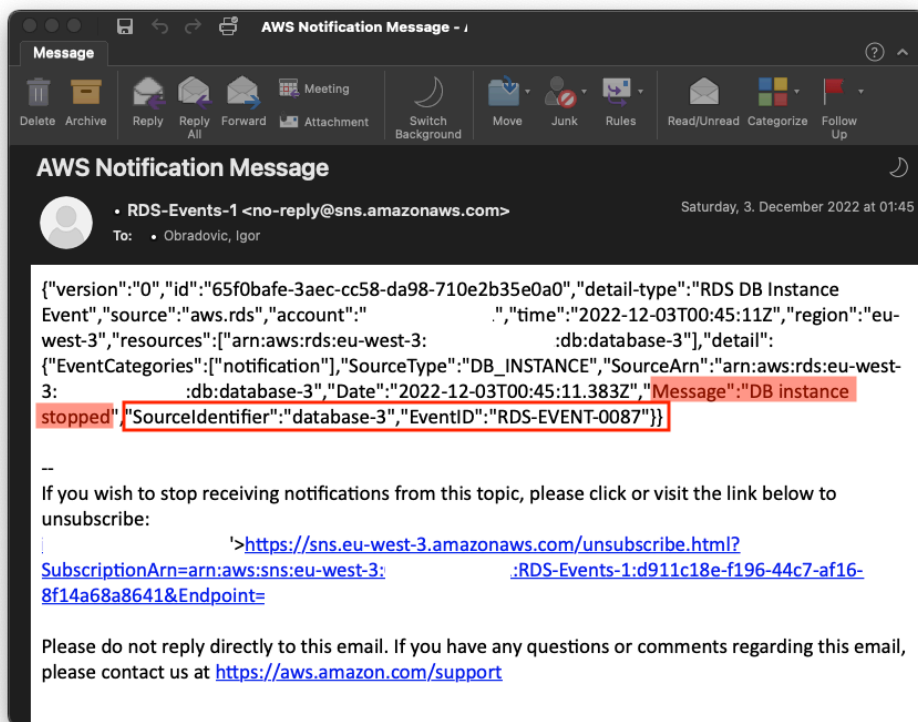 AWS Notification Message - A
Message
Delete
Archive
Reply
Reply
All
Forward
Meeting
Attachment
Switch
Background
Move
Junk
Rules
Read/Unread
Categorize
Follow
Up
AWS Notification Message
• RDS-Events-1 <no-reply@sns.amazonaws.com>
Saturday, 3. December 2022 at 01:45
To: • Obradovic, Igor
{"version":"0","id":"65f0bafe-3aec-cc58-da98-710e2b35e0a0","detail-type":"RDS DB Instance
Event","source":"aws.rds","account":" .","time":"2022-12-03T00:45:11Z","region":"eu-
west-3","resources":["arn:aws:rds:eu-west-3: :db:database-3"],"detail":
{"EventCategories":["notification"],"SourceType":"DB_INSTANCE","SourceArn":"arn:aws:rds:eu-west-
3: :db:database-3","Date":"2022-12-03T00:45:11.383Z","Message":"DB instance
stopped","SourceIdentifier":"database-3","EventID":"RDS-EVENT-0087"}}
--
If you wish to stop receiving notifications from this topic, please click or visit the link below to
unsubscribe:
'>https://sns.eu-west-3.amazonaws.com/unsubscribe.html?
SubscriptionArn=arn:aws:sns:eu-west-3: .:RDS-Events-1:d911c18e-f196-44c7-af16-
8f14a68a8641&Endpoint=
Please do not reply directly to this email. If you have any questions or comments regarding this email,
please contact us at https://aws.amazon.com/support